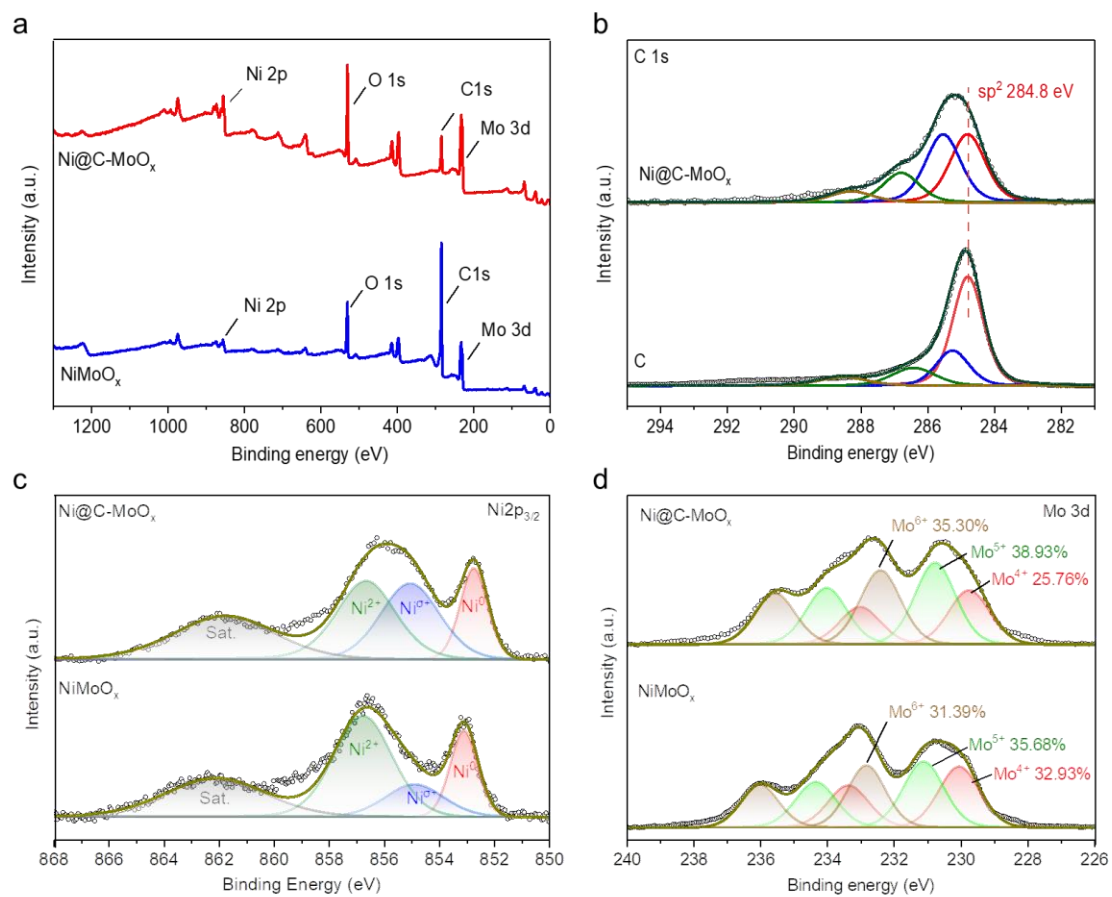 a
Ni 2p
O 1s
C1s
Mo 3d
Ni@C-MoOₓ
Ni 2p
O 1s
C1s
Mo 3d
NiMoOₓ
Intensity (a.u.)
1200 1000 800 600 400 200 0
Binding energy (eV)
b
C 1s
sp² 284.8 eV
Ni@C-MoOₓ
C
Intensity (a.u.)
294 292 290 288 286 284 282
Binding energy (eV)
c
Ni@C-MoOₓ
Ni2p₃/₂
Sat.
Ni²⁺
Niᵟ⁺
Ni⁰
NiMoOₓ
Sat.
Ni²⁺
Niᵟ⁺
Ni⁰
Intensity (a.u.)
868 866 864 862 860 858 856 854 852 850
Binding Energy (eV)
d
Ni@C-MoOₓ
Mo 3d
Mo⁶⁺ 35.30%
Mo⁵⁺ 38.93%
Mo⁴⁺ 25.76%
NiMoOₓ
Mo⁶⁺ 31.39%
Mo⁵⁺ 35.68%
Mo⁴⁺ 32.93%
Intensity (a.u.)
240 238 236 234 232 230 228 226
Binding energy (eV)